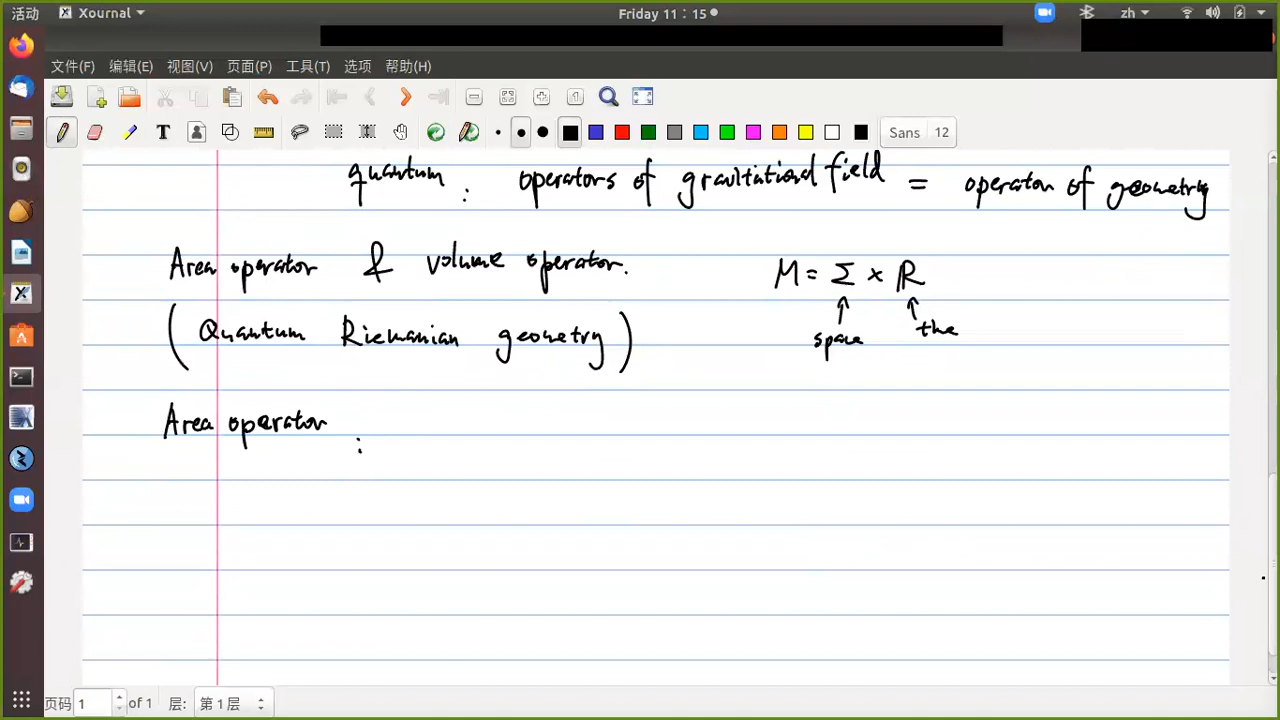 活动 Xournal Friday 11：15 zh
文件(F) 编辑(E) 视图(V) 页面(P) 工具(T) 选项 帮助(H)
Sans 12
quantum : operators of gravitational field = operator of geometry
Area operator & volume operator.
M = Σ × ℝ
(Quantum Riemanian geometry)
space
the
Area operator :
页码 1 of 1 层: 第 1 层